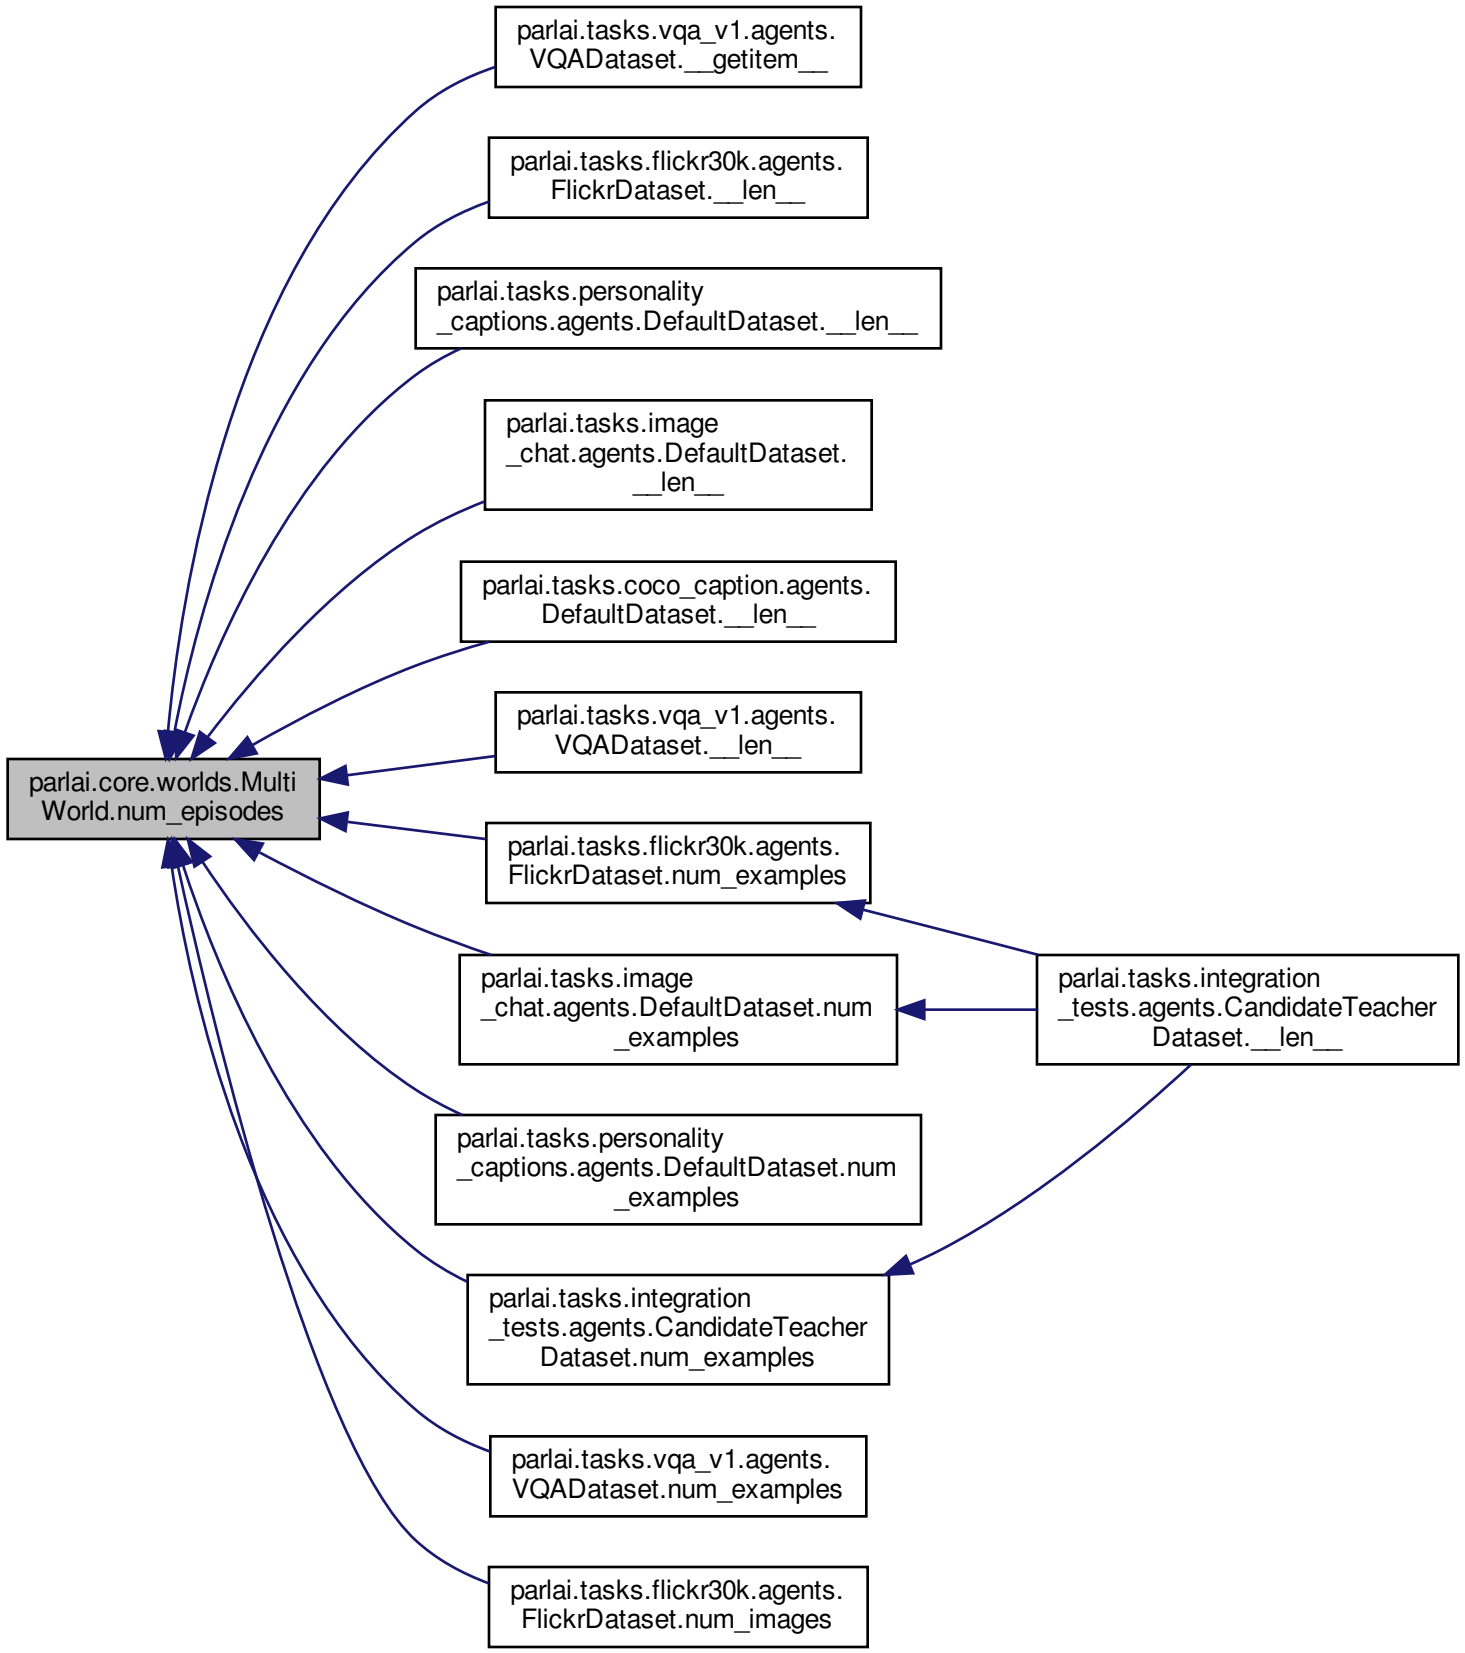 parlai.tasks.vqa_v1.agents.
VQADataset.__getitem__
parlai.tasks.flickr30k.agents.
FlickrDataset.__len__
parlai.tasks.personality
_captions.agents.DefaultDataset.__len__
parlai.tasks.image
_chat.agents.DefaultDataset.
__len__
parlai.tasks.coco_caption.agents.
DefaultDataset.__len__
parlai.tasks.vqa_v1.agents.
VQADataset.__len__
parlai.core.worlds.Multi
World.num_episodes
parlai.tasks.flickr30k.agents.
FlickrDataset.num_examples
parlai.tasks.image
_chat.agents.DefaultDataset.num
_examples
parlai.tasks.integration
_tests.agents.CandidateTeacher
Dataset.__len__
parlai.tasks.personality
_captions.agents.DefaultDataset.num
_examples
parlai.tasks.integration
_tests.agents.CandidateTeacher
Dataset.num_examples
parlai.tasks.vqa_v1.agents.
VQADataset.num_examples
parlai.tasks.flickr30k.agents.
FlickrDataset.num_images